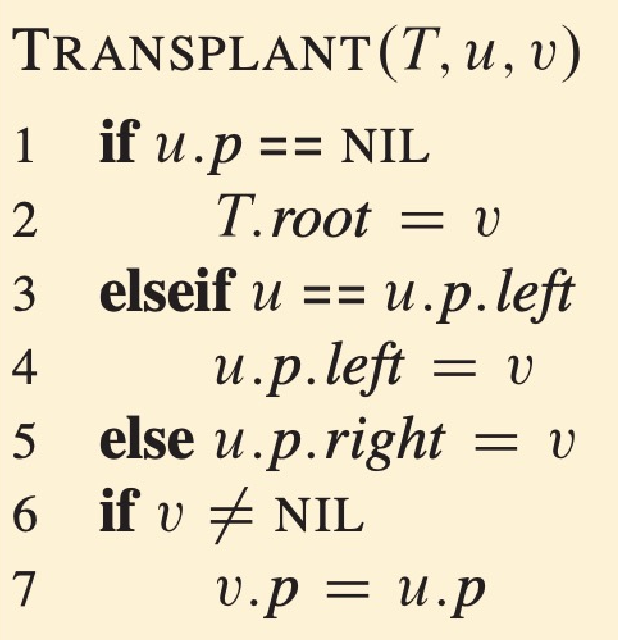 TRANSPLANT(T, u, v)
1 if u.p == NIL
2 T.root = v
3 elseif u == u.p.left
4 u.p.left = v
5 else u.p.right = v
6 if v ≠ NIL
7 v.p = u.p